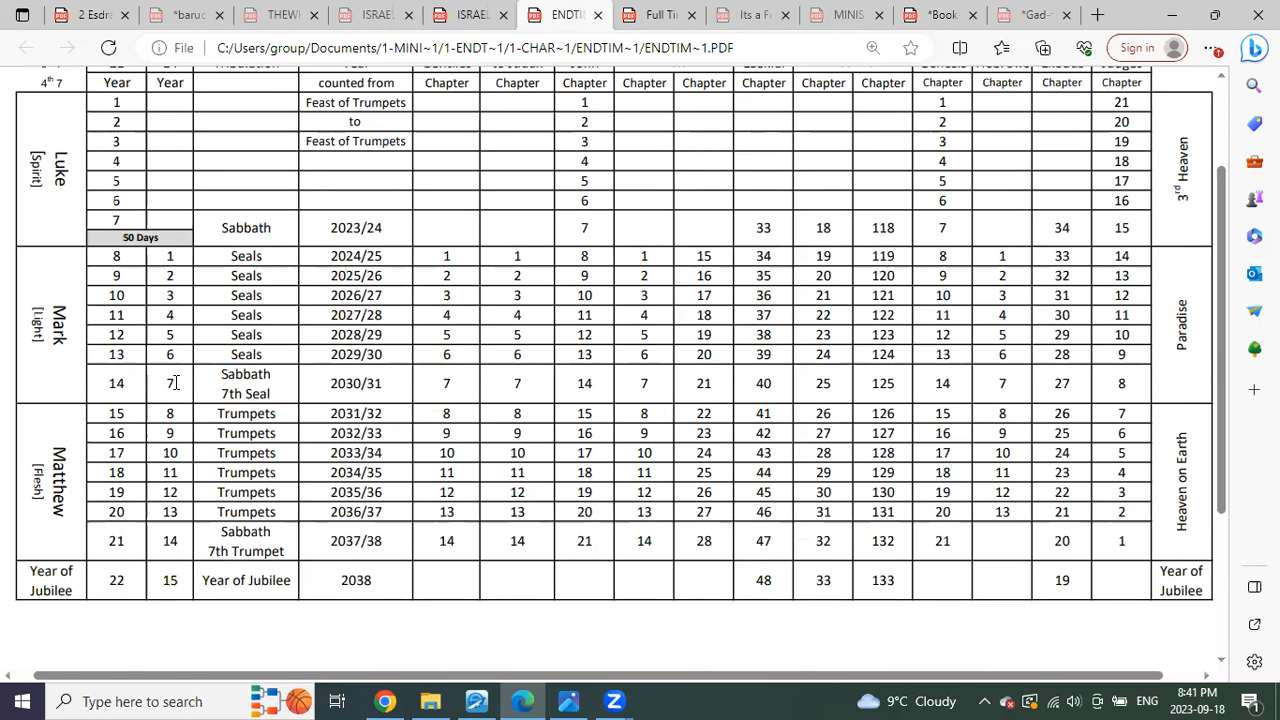 2 Esdra
*baruc
THEW
ISRAEL
ISRAEL
ENDTIM
Full Tim
Its a F
MINIS
*Book
*Gad-
File
C:/Users/group/Documents/1-MINI~1/1-ENDT~1/1-CHAR~1/ENDTIM~1/ENDTIM~1.PDF
Sign in
4th 7 Year Year counted from Chapter Chapter Chapter Chapter Chapter Chapter Chapter Chapter Chapter Chapter Chapter Chapter
Luke
[Spirit]
3rd Heaven
1 Feast of Trumpets 1 1 21
2 to 2 2 20
3 Feast of Trumpets 3 3 19
4 4 4 18
5 5 5 17
6 6 6 16
7 Sabbath 2023/24 7 33 18 118 7 34 15
50 Days
Mark
[Light]
Paradise
8 1 Seals 2024/25 1 1 8 1 15 34 19 119 8 1 33 14
9 2 Seals 2025/26 2 2 9 2 16 35 20 120 9 2 32 13
10 3 Seals 2026/27 3 3 10 3 17 36 21 121 10 3 31 12
11 4 Seals 2027/28 4 4 11 4 18 37 22 122 11 4 30 11
12 5 Seals 2028/29 5 5 12 5 19 38 23 123 12 5 29 10
13 6 Seals 2029/30 6 6 13 6 20 39 24 124 13 6 28 9
14 7 Sabbath 2030/31 7 7 14 7 21 40 25 125 14 7 27 8
7th Seal
Matthew
[Flesh]
Heaven on Earth
15 8 Trumpets 2031/32 8 8 15 8 22 41 26 126 15 8 26 7
16 9 Trumpets 2032/33 9 9 16 9 23 42 27 127 16 9 25 6
17 10 Trumpets 2033/34 10 10 17 10 24 43 28 128 17 10 24 5
18 11 Trumpets 2034/35 11 11 18 11 25 44 29 129 18 11 23 4
19 12 Trumpets 2035/36 12 12 19 12 26 45 30 130 19 12 22 3
20 13 Trumpets 2036/37 13 13 20 13 27 46 31 131 20 13 21 2
21 14 Sabbath 2037/38 14 14 21 14 28 47 32 132 21 20 1
7th Trumpet
Year of Jubilee 22 15 Year of Jubilee 2038 48 33 133 19 Year of Jubilee
Type here to search
9°C Cloudy
ENG
8:41 PM
2023-09-18